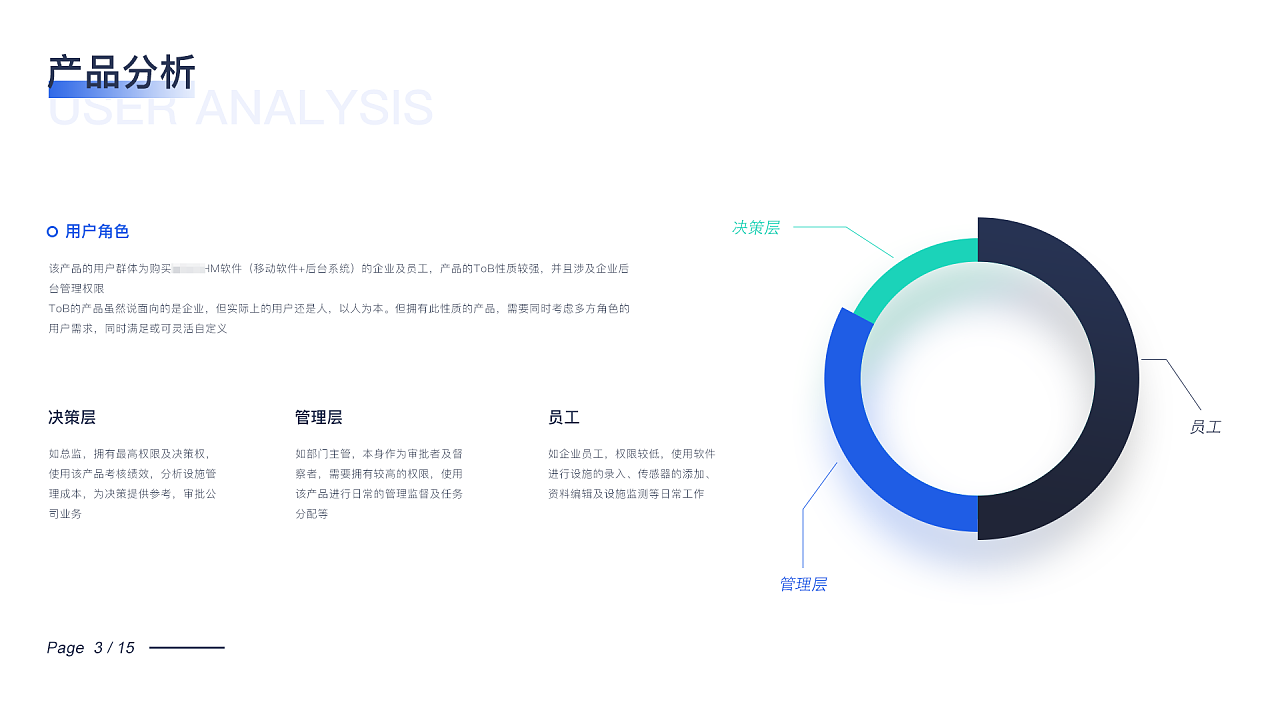 产品分析
USER ANALYSIS
用户角色
该产品的用户群体为购买HM软件（移动软件+后台系统）的企业及员工，产品的ToB性质较强，并且涉及企业后
台管理权限
ToB的产品虽然说面向的是企业，但实际上的用户还是人，以人为本。但拥有此性质的产品，需要同时考虑多方角色的
用户需求，同时满足或可灵活自定义
决策层
如总监，拥有最高权限及决策权，
使用该产品考核绩效，分析设施管
理成本，为决策提供参考，审批公
司业务
管理层
如部门主管，本身作为审批者及督
察者，需要拥有较高的权限，使用
该产品进行日常的管理监督及任务
分配等
员工
如企业员工，权限较低，使用软件
进行设施的录入、传感器的添加、
资料编辑及设施监测等日常工作
决策层
员工
管理层
Page 3 / 15